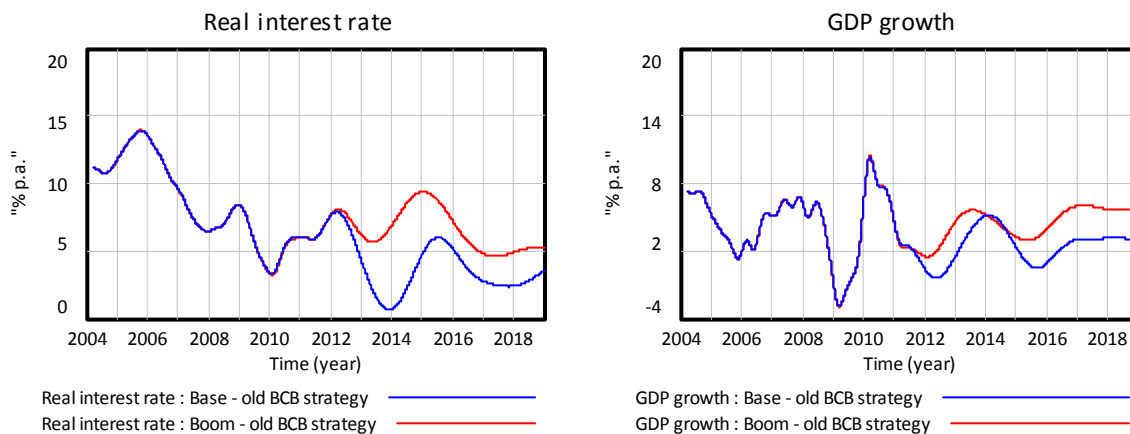 Real interest rate
20
15
10
5
0
"% p.a."
2004 2006 2008 2010 2012 2014 2016 2018
Time (year)
Real interest rate : Base - old BCB strategy
Real interest rate : Boom - old BCB strategy
GDP growth
20
14
8
2
-4
"% p.a."
2004 2006 2008 2010 2012 2014 2016 2018
Time (year)
GDP growth : Base - old BCB strategy
GDP growth : Boom - old BCB strategy